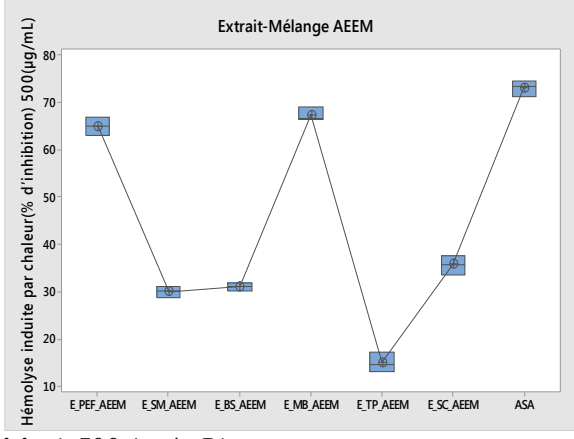 Extrait-Mélange AEEM
Hémolyse induite par chaleur(% d'inhibition) 500(µg/mL)
80
70
60
50
40
30
20
10
E_PEF_AEEM E_SM_AEEM E_BS_AEEM E_MB_AEEM E_TP_AEEM E_SC_AEEM ASA